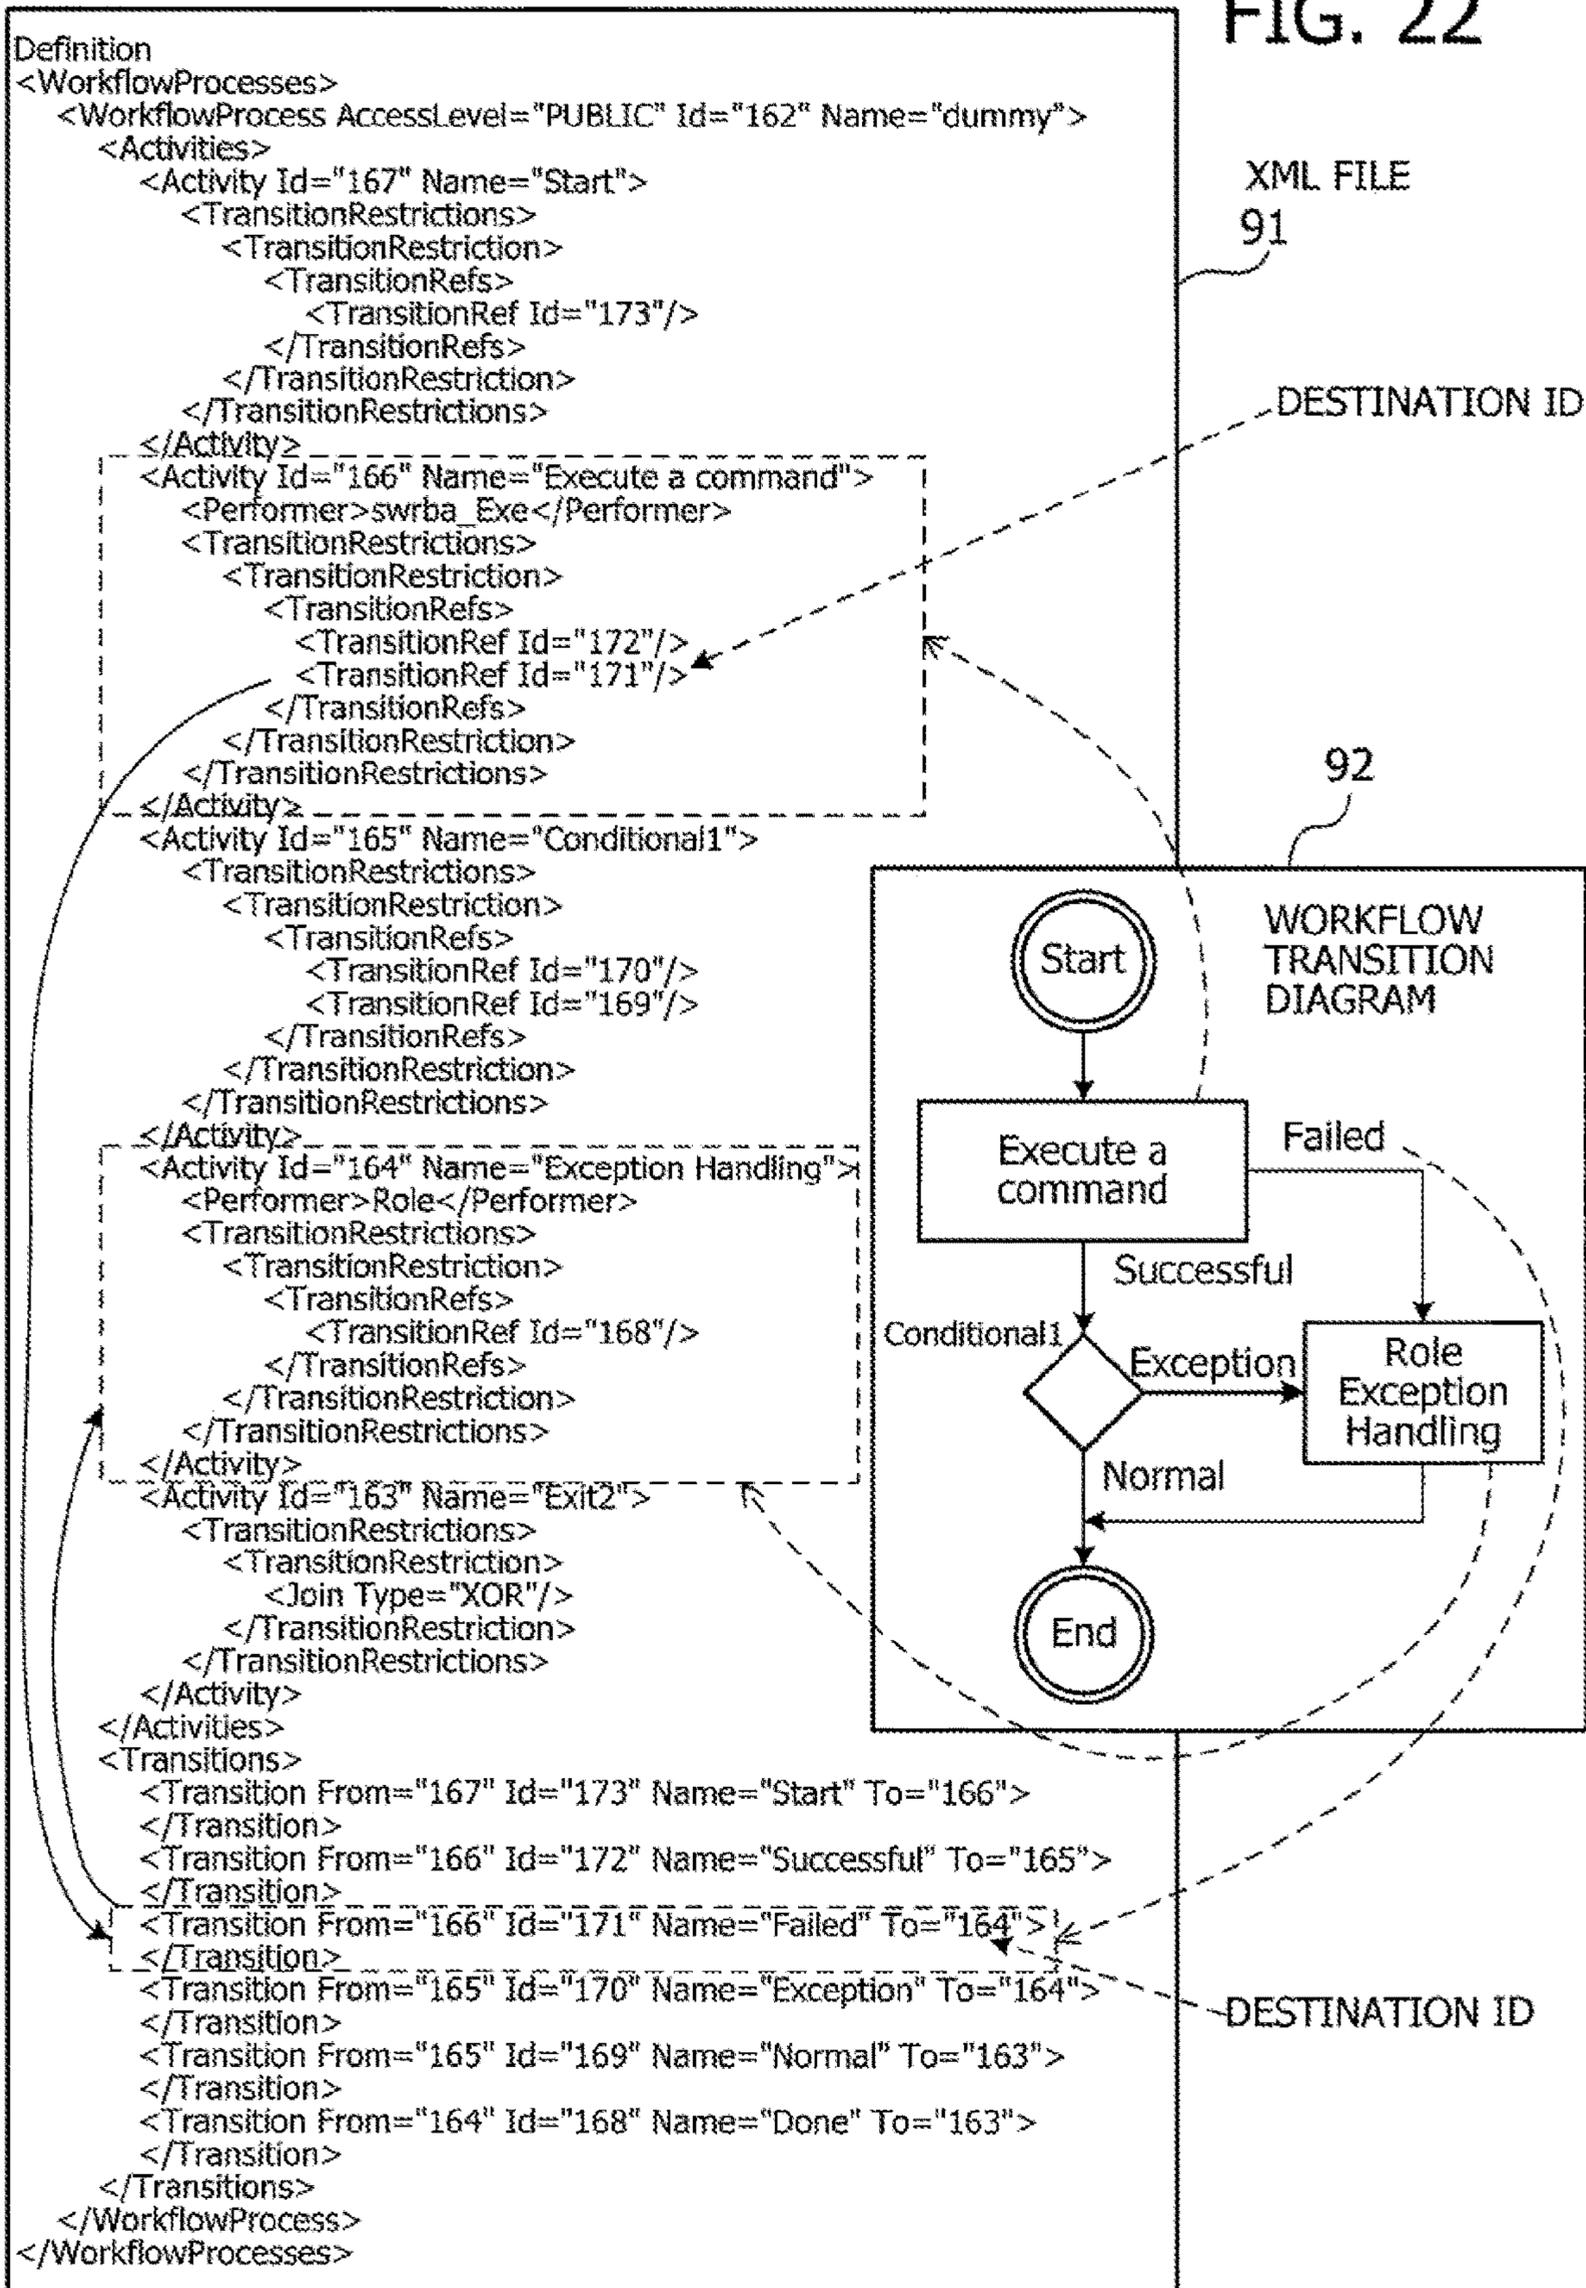 FIG. 22
Definition
<WorkflowProcesses>
<WorkflowProcess AccessLevel="PUBLIC" Id="162" Name="dummy">
<Activities>
<Activity Id="167" Name="Start">
<TransitionRestrictions>
<TransitionRestriction>
<TransitionRefs>
<TransitionRef Id="173"/>
</TransitionRefs>
</TransitionRestriction>
</TransitionRestrictions>
</Activity>
<Activity Id="166" Name="Execute a command">
<Performer>swrba_Exe</Performer>
<TransitionRestrictions>
<TransitionRestriction>
<TransitionRefs>
<TransitionRef Id="172"/>
<TransitionRef Id="171"/>
</TransitionRefs>
</TransitionRestriction>
</TransitionRestrictions>
</Activity>
<Activity Id="165" Name="Conditional1">
<TransitionRestrictions>
<TransitionRestriction>
<TransitionRefs>
<TransitionRef Id="170"/>
<TransitionRef Id="169"/>
</TransitionRefs>
</TransitionRestriction>
</TransitionRestrictions>
</Activity>
<Activity Id="164" Name="Exception Handling">
<Performer>Role</Performer>
<TransitionRestrictions>
<TransitionRestriction>
<TransitionRefs>
<TransitionRef Id="168"/>
</TransitionRefs>
</TransitionRestriction>
</TransitionRestrictions>
</Activity>
<Activity Id="163" Name="Exit2">
<TransitionRestrictions>
<TransitionRestriction>
<Join Type="XOR"/>
</TransitionRestriction>
</TransitionRestrictions>
</Activity>
</Activities>
<Transitions>
<Transition From="167" Id="173" Name="Start" To="166">
</Transition>
<Transition From="166" Id="172" Name="Successful" To="165">
</Transition>
<Transition From="166" Id="171" Name="Failed" To="164">
</Transition>
<Transition From="165" Id="170" Name="Exception" To="164">
</Transition>
<Transition From="165" Id="169" Name="Normal" To="163">
</Transition>
<Transition From="164" Id="168" Name="Done" To="163">
</Transition>
</Transitions>
</WorkflowProcess>
</WorkflowProcesses>
XML FILE
91
DESTINATION ID
92
WORKFLOW
TRANSITION
DIAGRAM
Start
Execute a
command
Failed
Successful
Conditional1
Exception
Role
Exception
Handling
Normal
End
DESTINATION ID